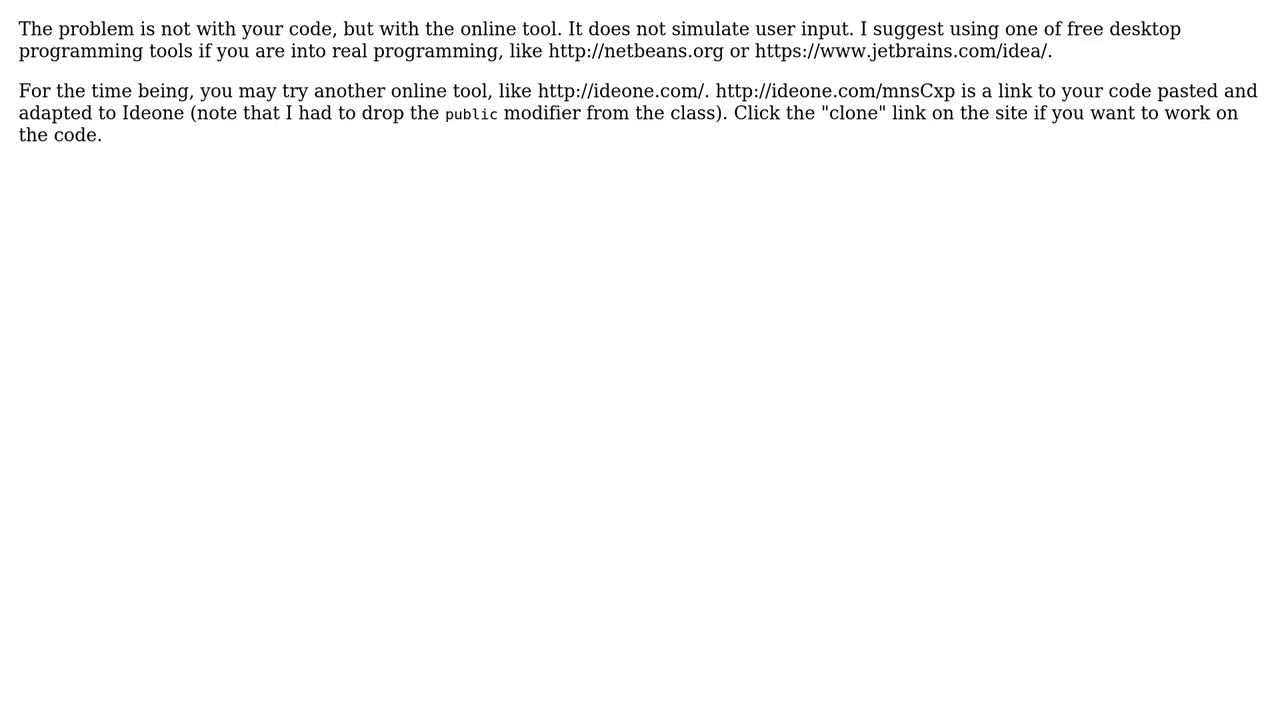 The problem is not with your code, but with the online tool. It does not simulate user input. I suggest using one of free desktop
programming tools if you are into real programming, like http://netbeans.org or https://www.jetbrains.com/idea/.
For the time being, you may try another online tool, like http://ideone.com/. http://ideone.com/mnsCxp is a link to your code pasted and
adapted to Ideone (note that I had to drop the public modifier from the class). Click the "clone" link on the site if you want to work on
the code.